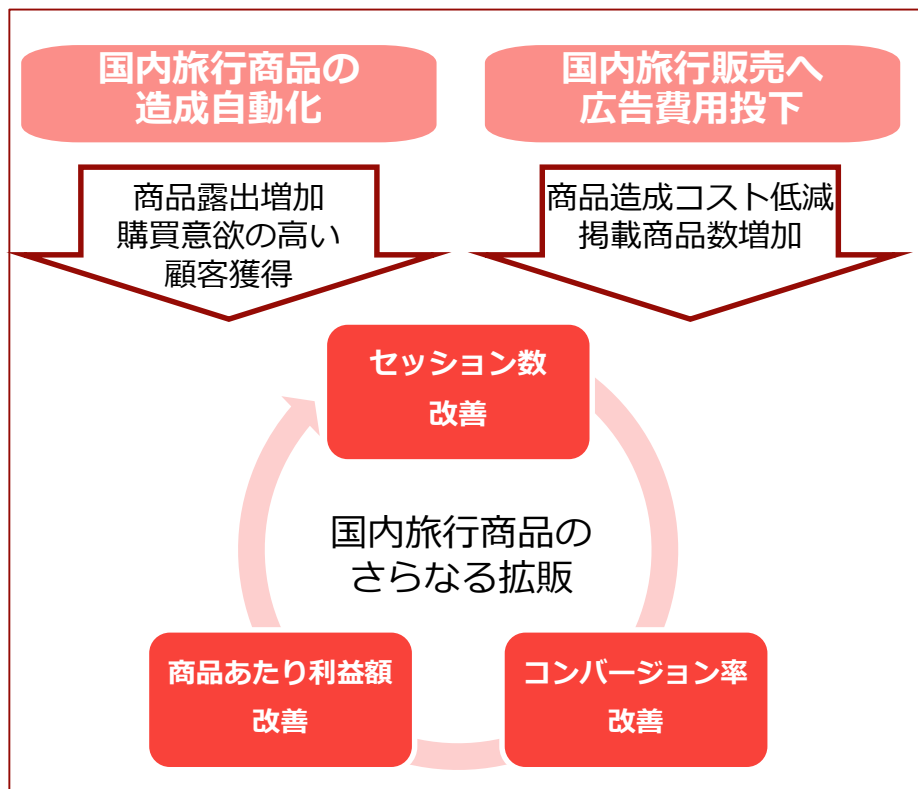 国内旅行商品の
造成自動化
国内旅行販売へ
広告費用投下
商品露出増加
購買意欲の高い
顧客獲得
商品造成コスト低減
掲載商品数増加
セッション数
改善
国内旅行商品の
さらなる拡販
商品あたり利益額
改善
コンバージョン率
改善